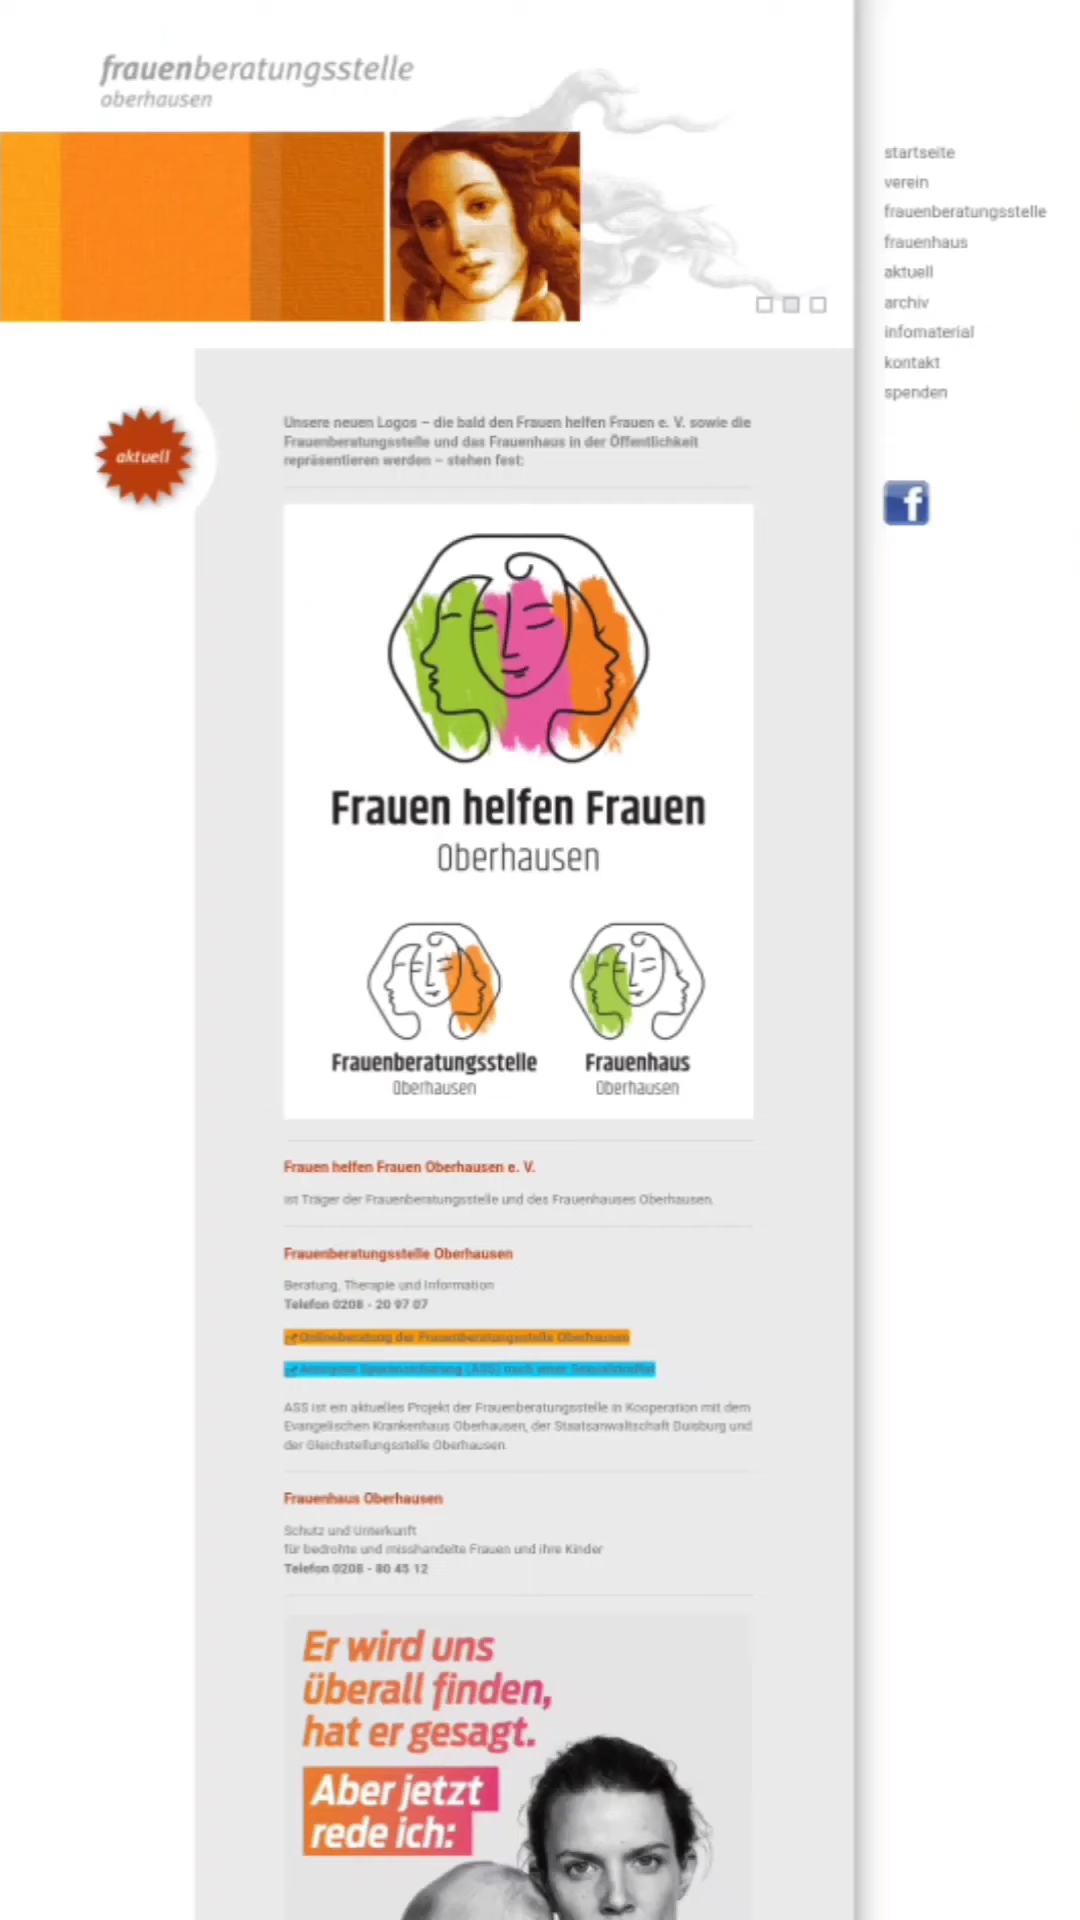 frauenberatungsstelle
oberhausen
startseite
verein
frauenberatungsstelle
frauenhaus
aktuell
archiv
infomaterial
kontakt
spenden
f
aktuell
Unsere neuen Logos – die bald den Frauen helfen Frauen e. V. sowie die
Frauenberatungsstelle und das Frauenhaus in der Öffentlichkeit
repräsentieren werden – stehen fest:
Frauen helfen Frauen
Oberhausen
Frauenberatungsstelle
Oberhausen
Frauenhaus
Oberhausen
Frauen helfen Frauen Oberhausen e. V.
ist Träger der Frauenberatungsstelle und des Frauenhauses Oberhausen.
Frauenberatungsstelle Oberhausen
Beratung, Therapie und Information
Telefon 0208 - 20 97 07
Onlineberatung der Frauenberatungsstelle Oberhausen
Anonyme Spurensicherung (ASS) nach einer Sexualstraftat
ASS ist ein aktuelles Projekt der Frauenberatungsstelle in Kooperation mit dem
Evangelischen Krankenhaus Oberhausen, der Staatsanwaltschaft Duisburg und
der Gleichstellungsstelle Oberhausen.
Frauenhaus Oberhausen
Schutz und Unterkunft
für bedrohte und misshandelte Frauen und ihre Kinder
Telefon 0208 - 80 45 12
Er wird uns
überall finden,
hat er gesagt.
Aber jetzt
rede ich: